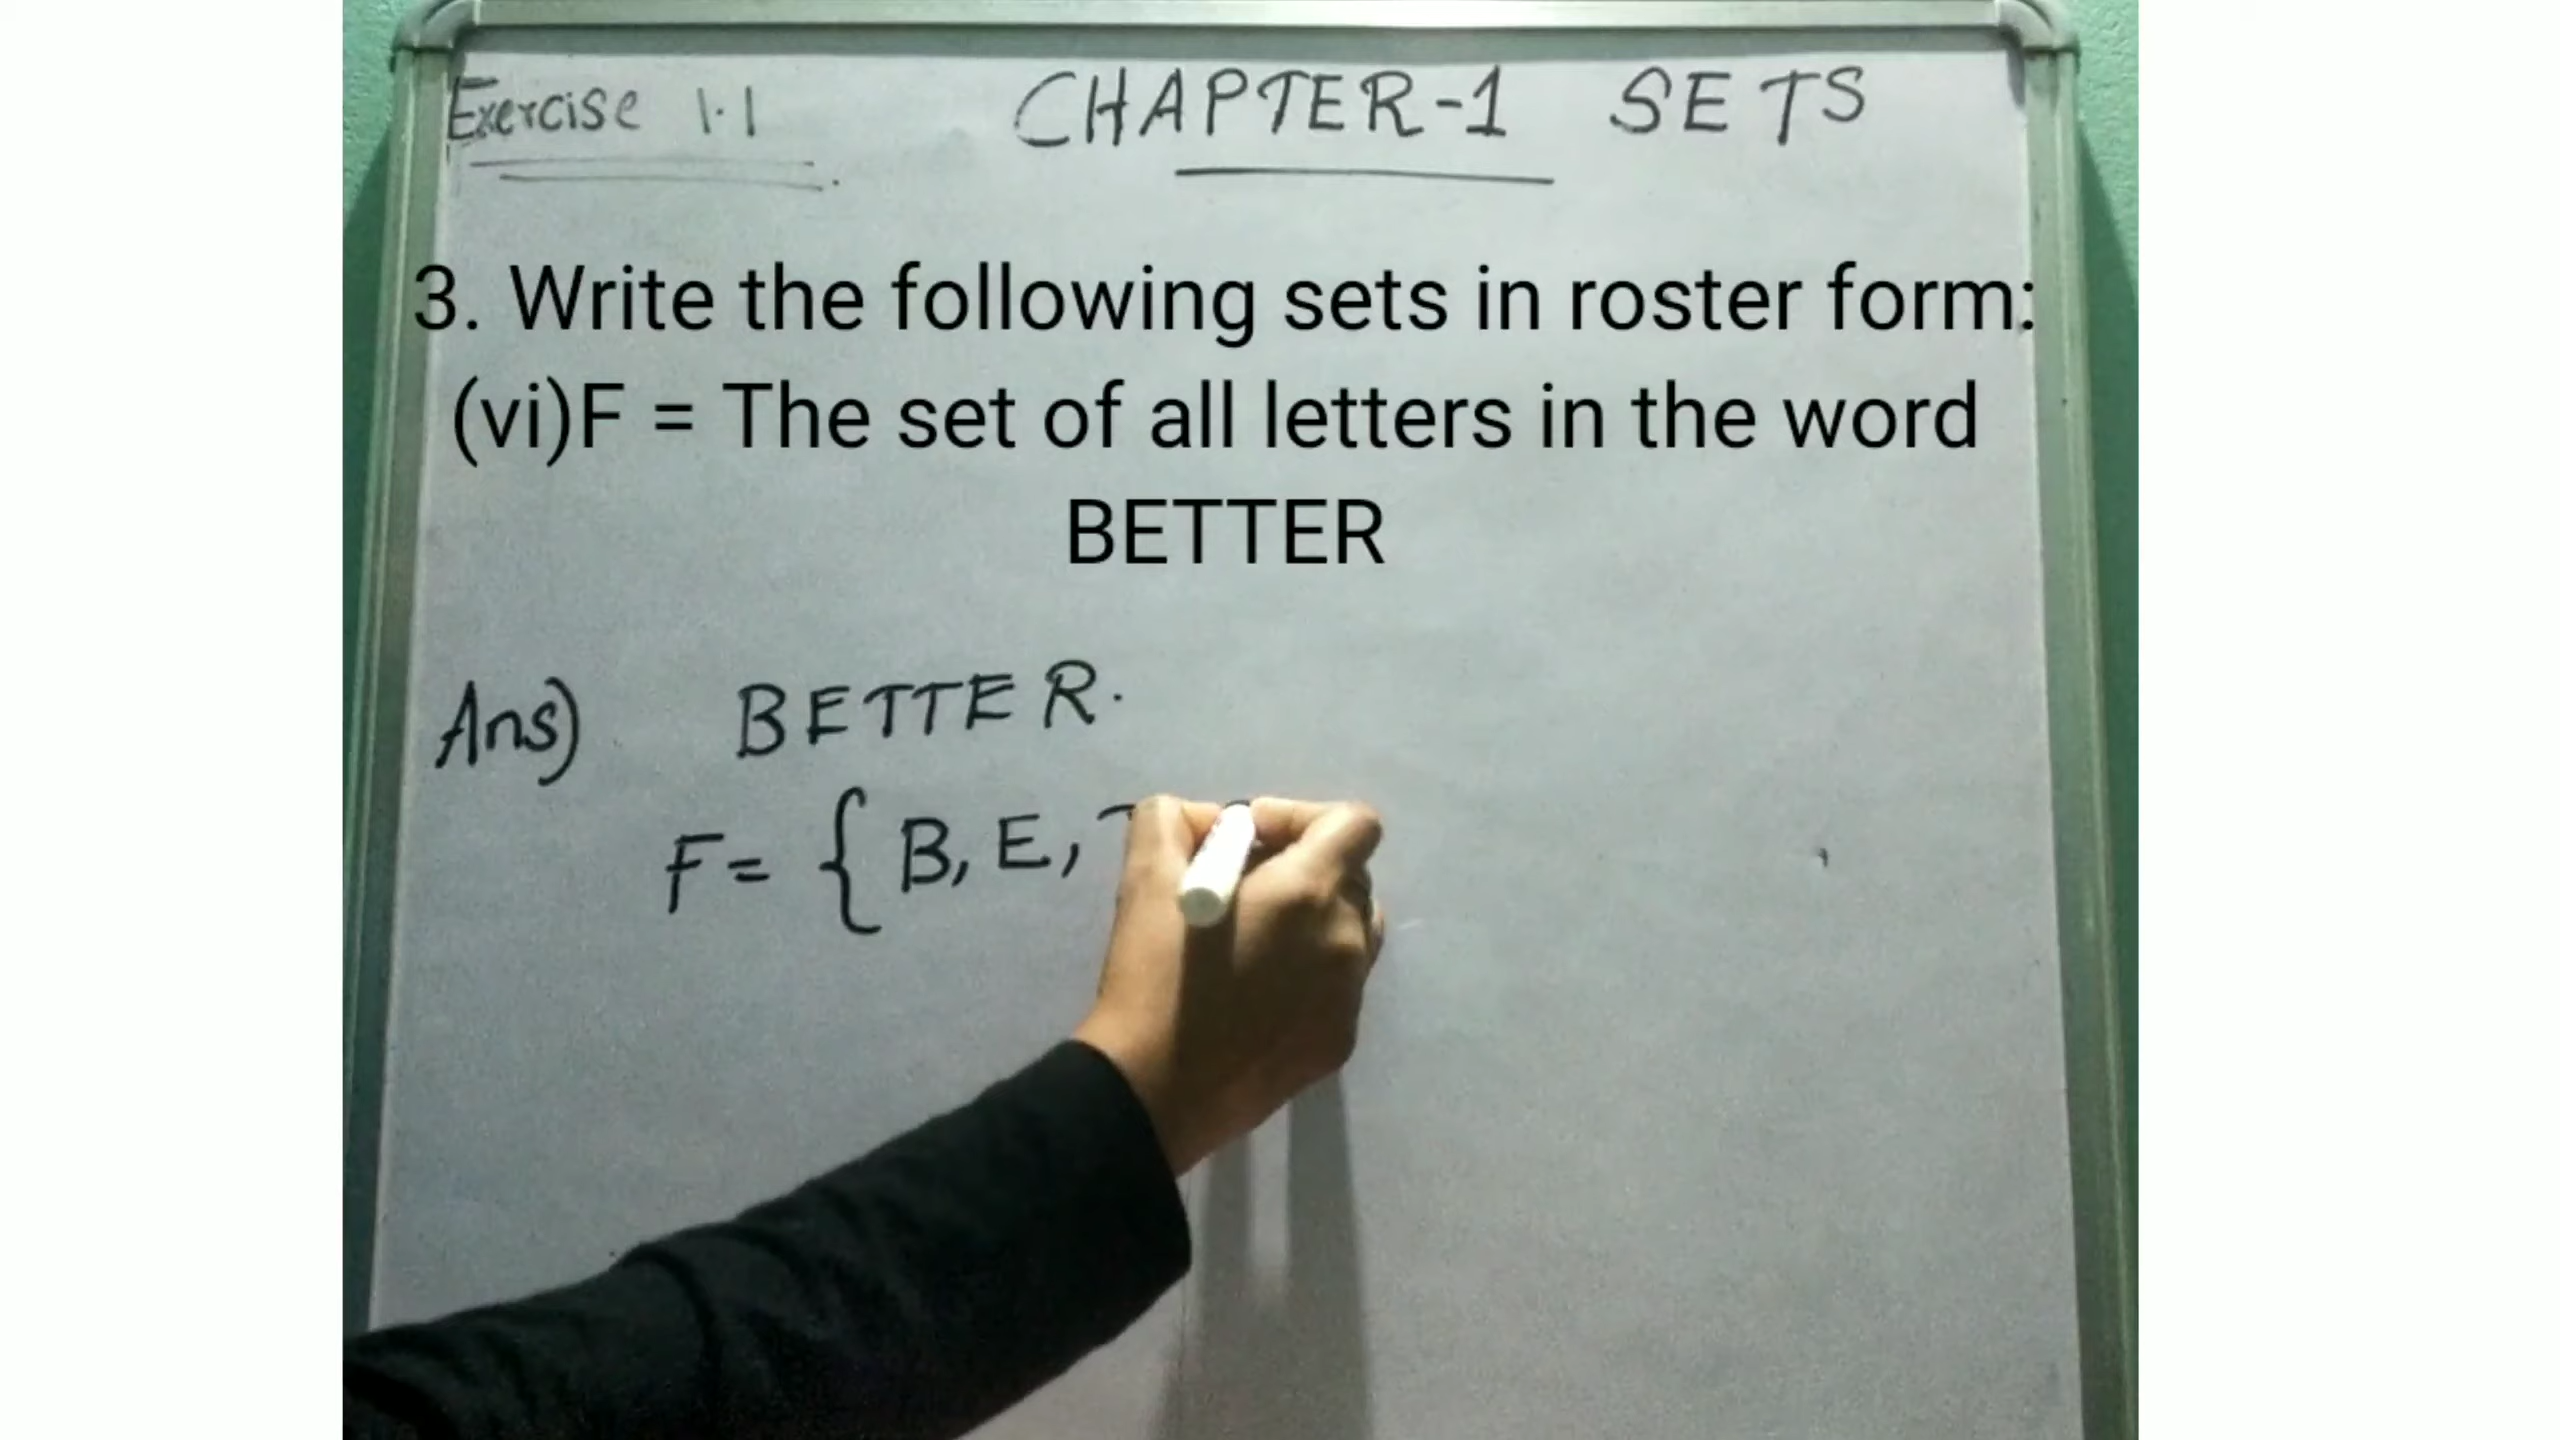 Exercise 1.1 CHAPTER-1 SETS
3. Write the following sets in roster form:
(vi)F = The set of all letters in the word
BETTER
Ans) BETTER.
F = { B, E,